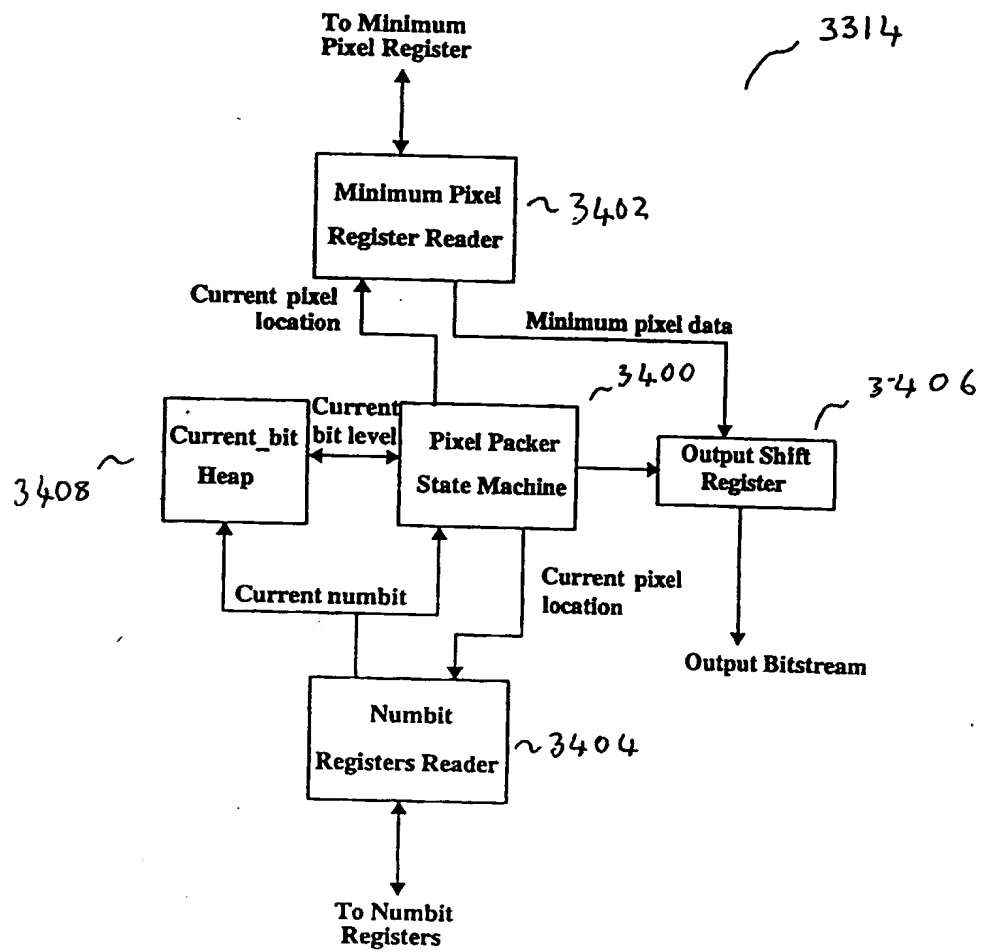 To Minimum
Pixel Register
3314
Minimum Pixel
Register Reader
3402
Current pixel
location
Minimum pixel data
3400
3406
Current
bit level
Current_bit
Heap
Pixel Packer
State Machine
Output Shift
Register
3408
Current numbit
Current pixel
location
Output Bitstream
Numbit
Registers Reader
3404
To Numbit
Registers